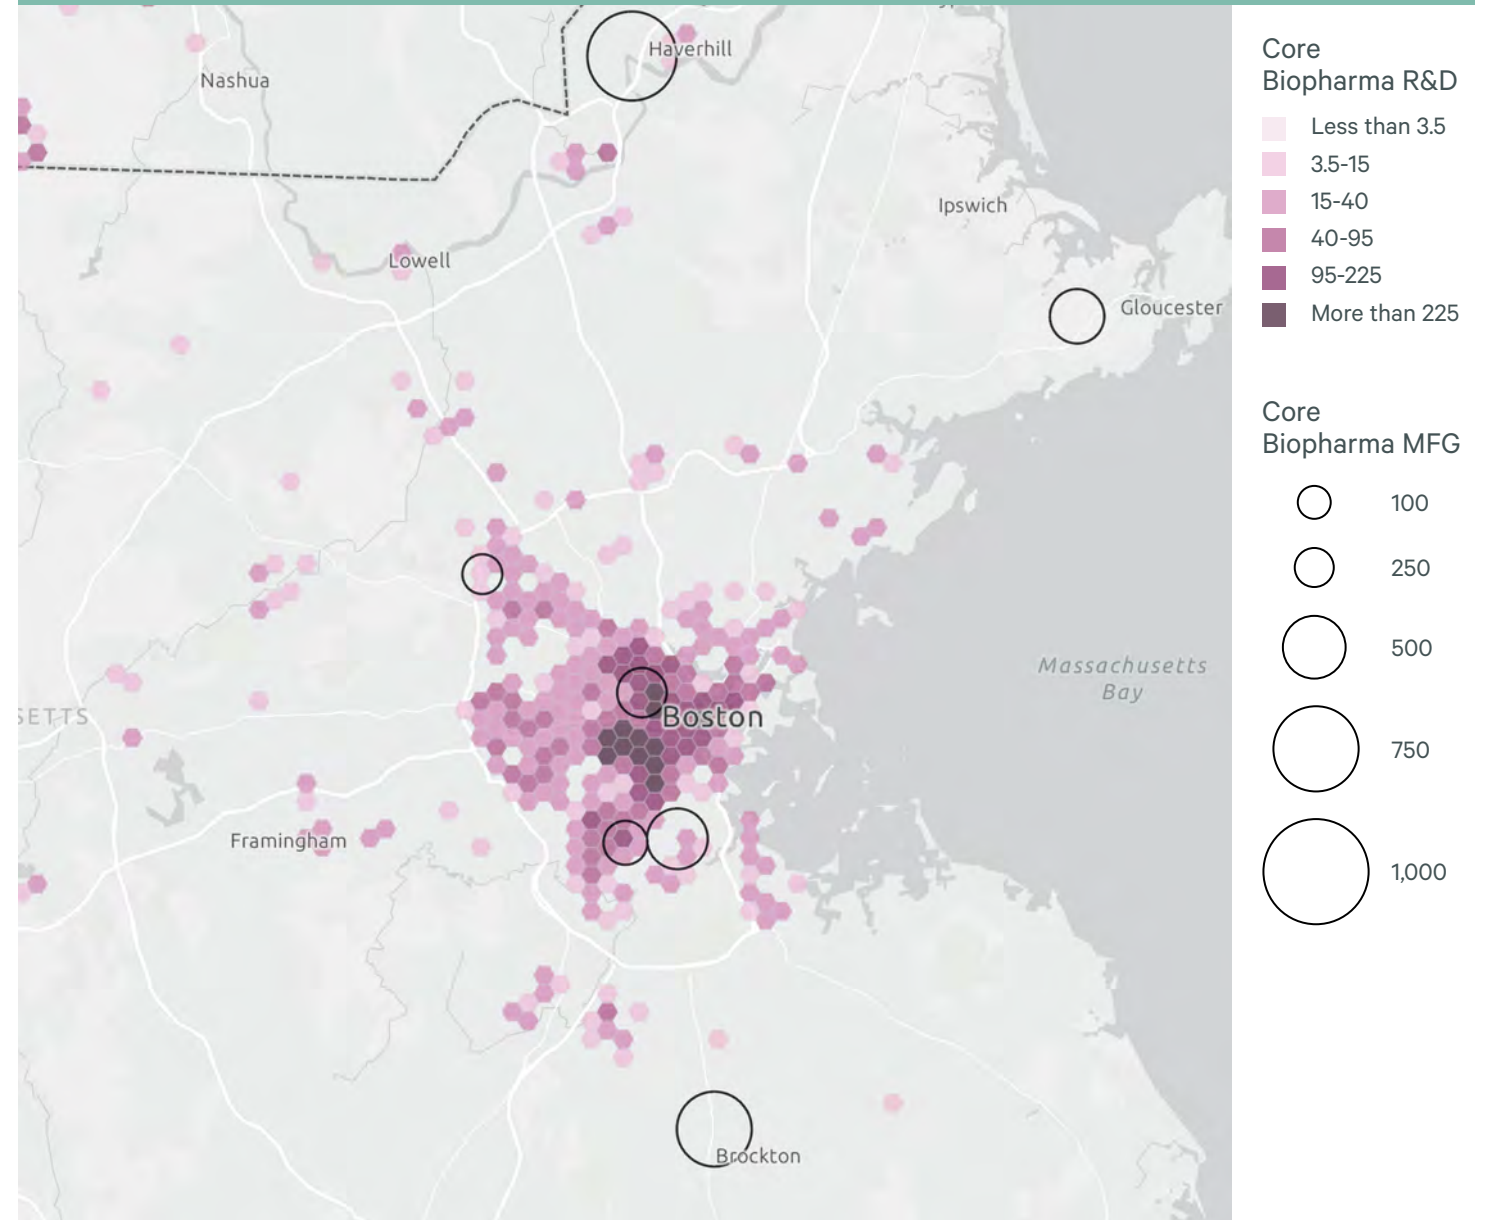 Haverhill
Nashua
Ipswich
Lowell
Gloucester
Massachusetts
Bay
SETTS
Boston
Framingham
Brockton
Core
Biopharma R&D
Less than 3.5
3.5-15
15-40
40-95
95-225
More than 225
Core
Biopharma MFG
100
250
500
750
1,000